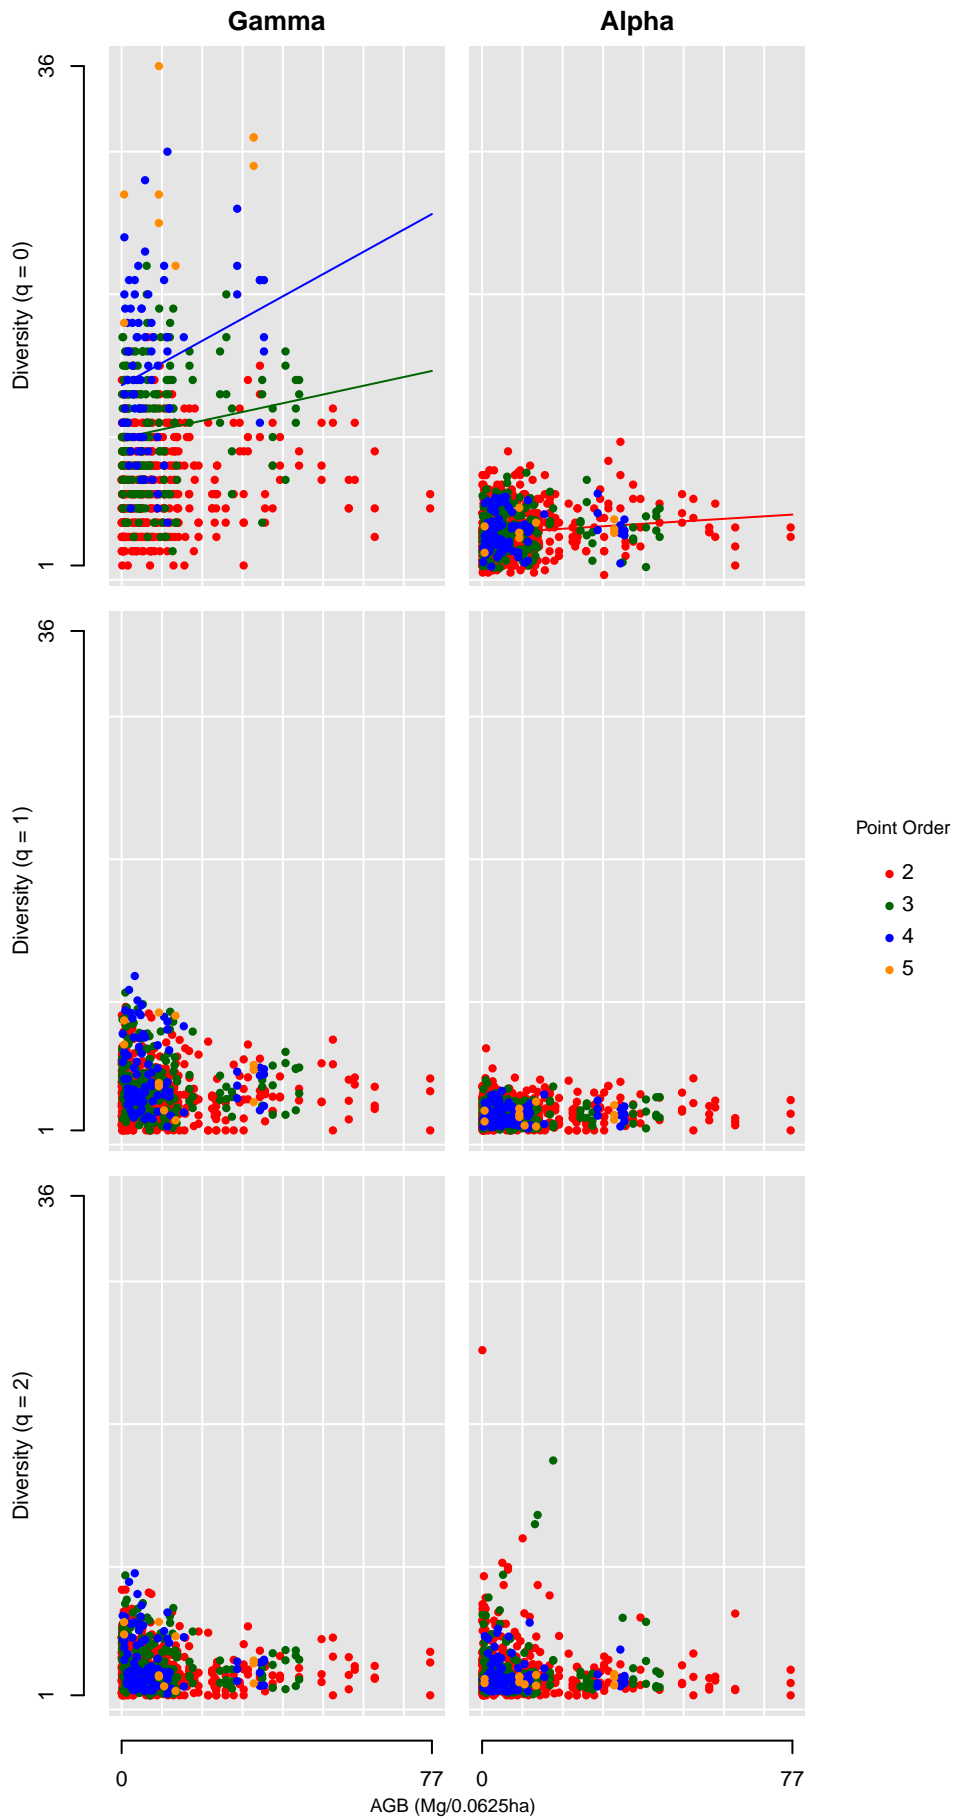 Gamma
Alpha
36
Diversity (q = 0)
1
36
Diversity (q = 1)
1
Point Order
2
3
4
5
36
Diversity (q = 2)
1
0
77
0
77
AGB (Mg/0.0625ha)